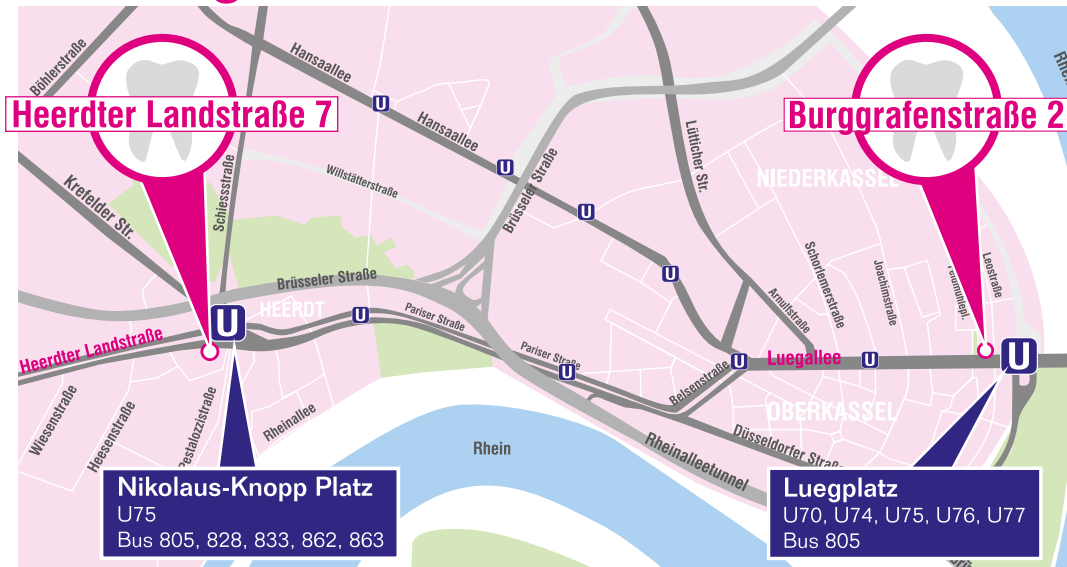 Böhlerstraße
Hansaallee
U
Heerdter Landstraße 7
Burggrafenstraße 2
Hansaallee
U
Lütticher Str.
Brüsseler Straße
Schiessstraße
Willstätterstraße
NIEDERKASSEL
Krefelder Str.
U
U
Schorlemerstraße
Joachimstraße
Leostraße
Brüsseler Straße
HEERDT
Arnulfstraße
U
U
Pariser Straße
Heerdter Landstraße
Pariser Straße
U
Belsenstraße
U
Luegallee
U
U
Wiesenstraße
Heesenstraße
Pestalozzistraße
Rheinallee
Rhein
OBERKASSEL
Rheinalleetunnel
Düsseldorfer Straße
Nikolaus-Knopp Platz
U75
Bus 805, 828, 833, 862, 863
Luegplatz
U70, U74, U75, U76, U77
Bus 805